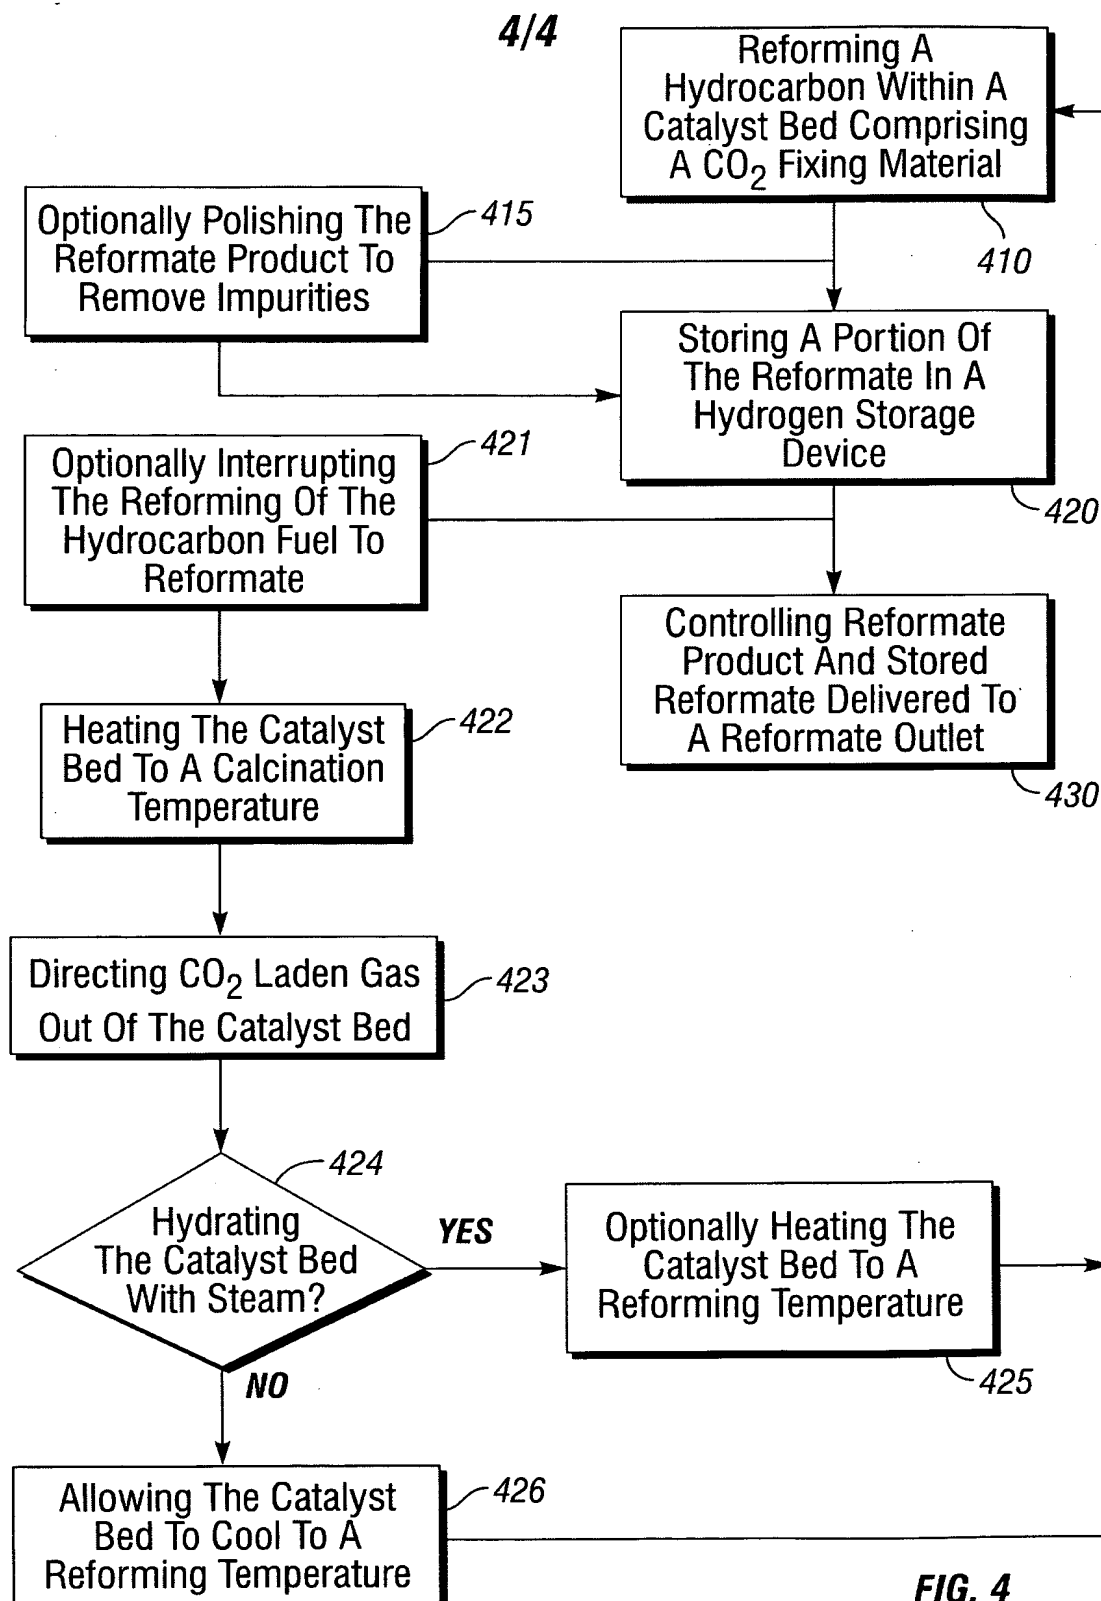 4/4
Reforming A
Hydrocarbon Within A
Catalyst Bed Comprising
A CO2 Fixing Material
410
Optionally Polishing The
Reformate Product To
Remove Impurities
415
Storing A Portion Of
The Reformate In A
Hydrogen Storage
Device
420
Optionally Interrupting
The Reforming Of The
Hydrocarbon Fuel To
Reformate
421
Controlling Reformate
Product And Stored
Reformate Delivered To
A Reformate Outlet
430
Heating The Catalyst
Bed To A Calcination
Temperature
422
Directing CO2 Laden Gas
Out Of The Catalyst Bed
423
Hydrating
The Catalyst Bed
With Steam?
424
YES
Optionally Heating The
Catalyst Bed To A
Reforming Temperature
425
NO
Allowing The Catalyst
Bed To Cool To A
Reforming Temperature
426
FIG. 4